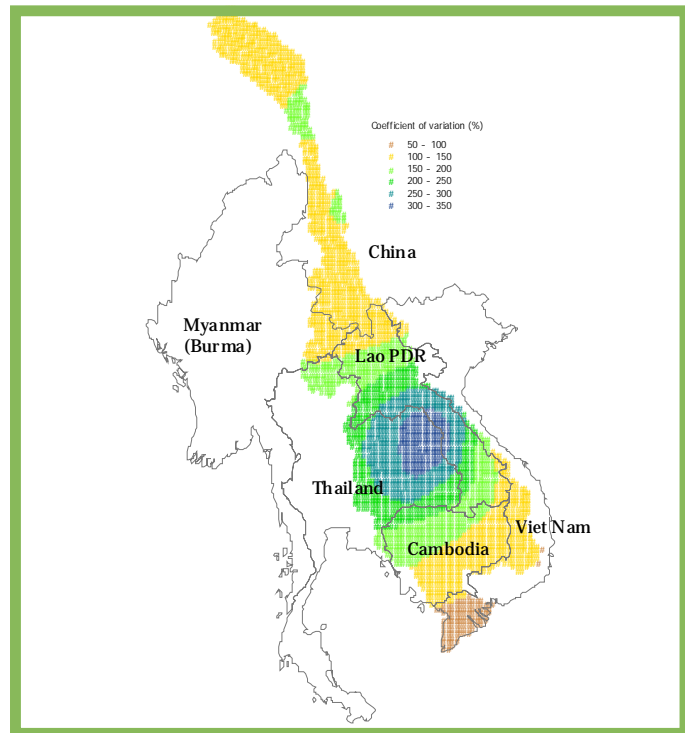 Coefficient of variation (%)
# 50 - 100
# 100 - 150
# 150 - 200
# 200 - 250
# 250 - 300
# 300 - 350
China
Myanmar
(Burma)
Lao PDR
Thailand
Viet Nam
Cambodia